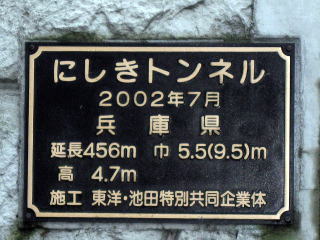 にしきトンネル
2002年7月
兵庫県
延長456m 巾 5.5(9.5)m
高 4.7m
施工 東洋・池田特別共同企業体